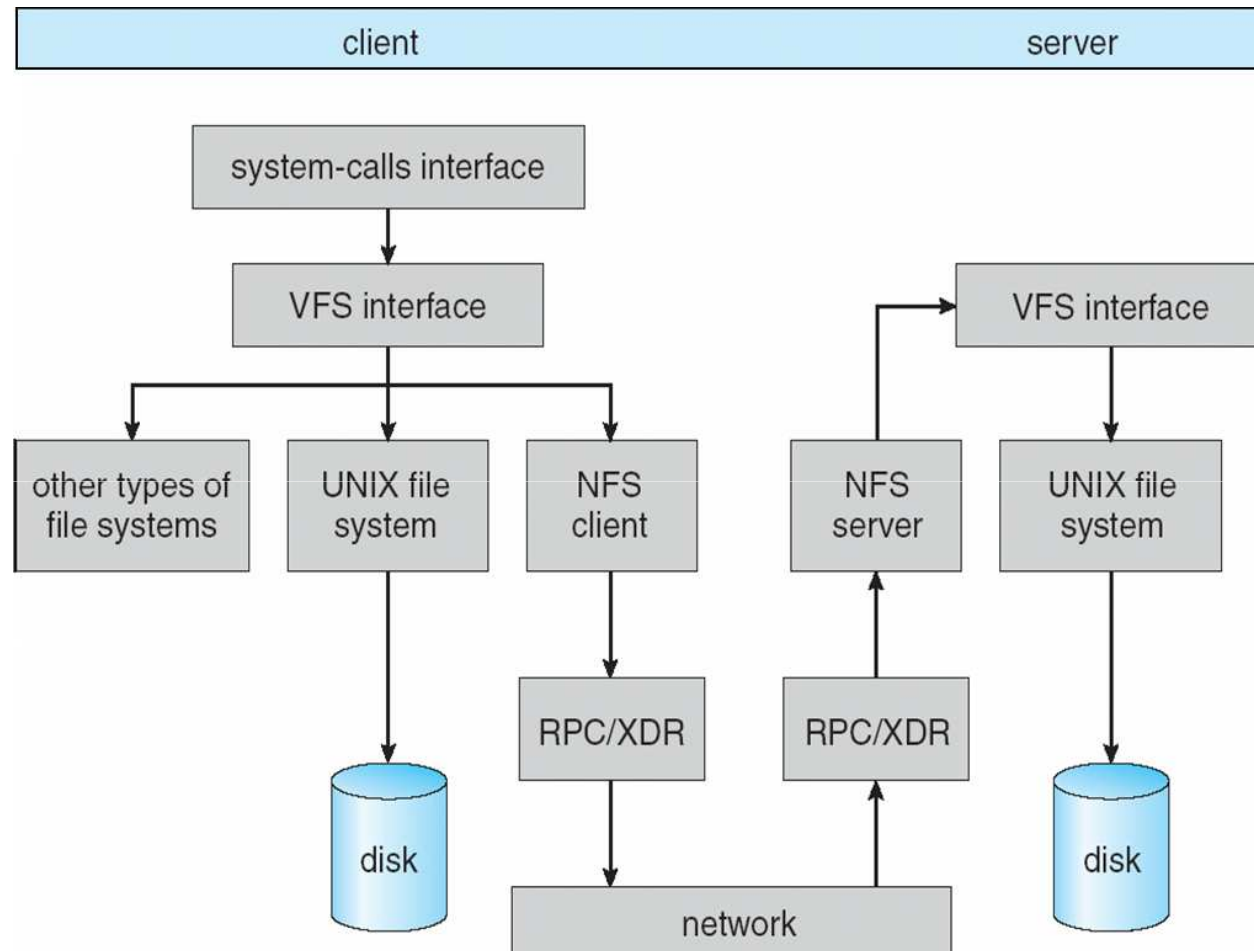 client
server
system-calls interface
VFS interface
VFS interface
other types of
file systems
UNIX file
system
NFS
client
NFS
server
UNIX file
system
RPC/XDR
RPC/XDR
disk
disk
network